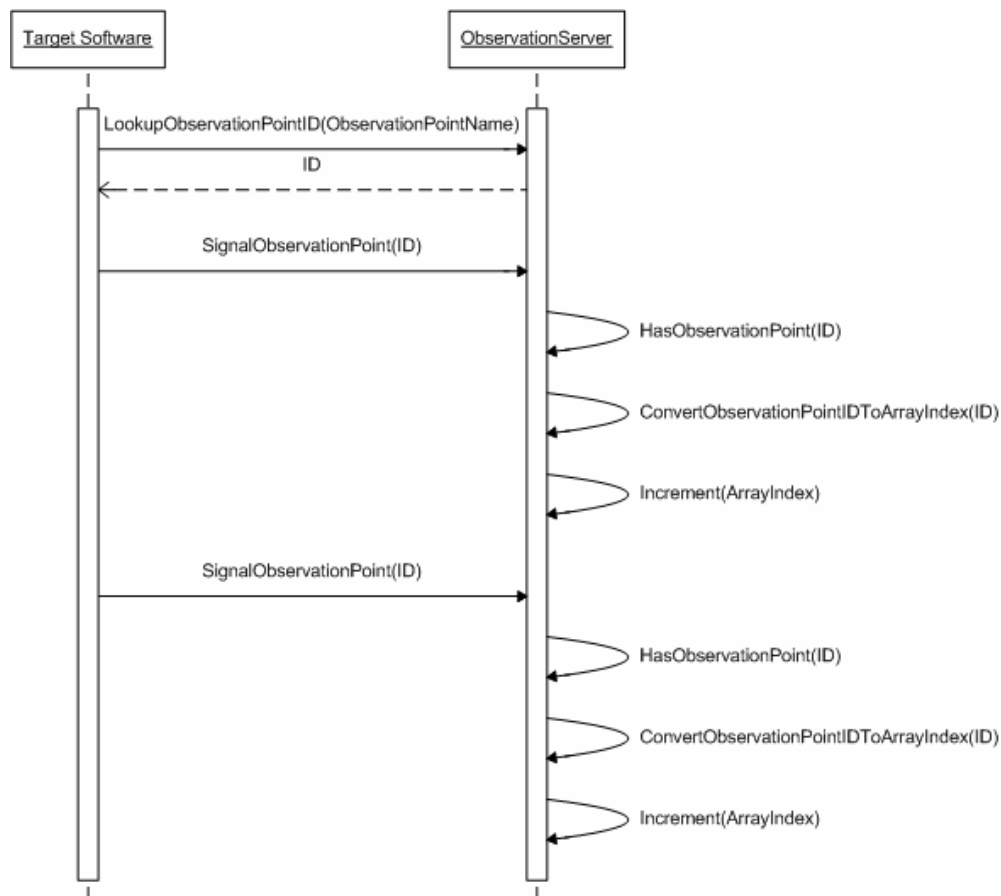 Target Software
ObservationServer
LookupObservationPointID(ObservationPointName)
ID
SignalObservationPoint(ID)
HasObservationPoint(ID)
ConvertObservationPointIDToArrayIndex(ID)
Increment(ArrayIndex)
SignalObservationPoint(ID)
HasObservationPoint(ID)
ConvertObservationPointIDToArrayIndex(ID)
Increment(ArrayIndex)